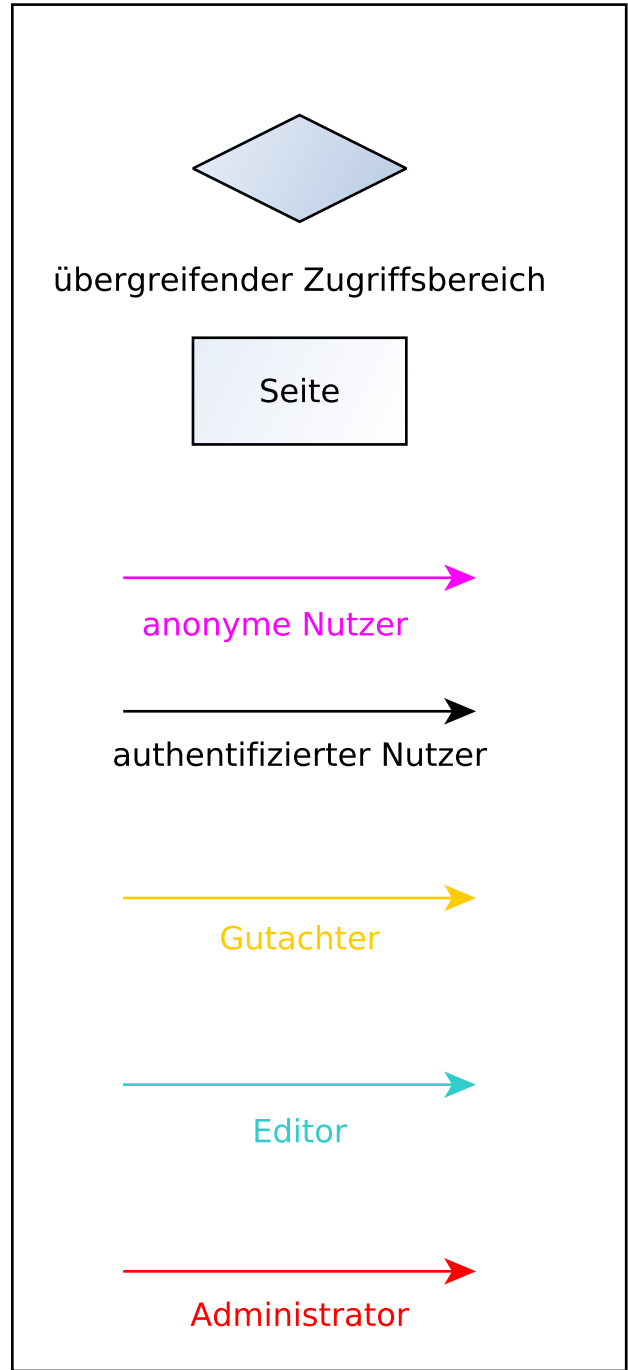 übergreifender Zugriffsbereich
Seite
anonyme Nutzer
authentifizierter Nutzer
Gutachter
Editor
Administrator